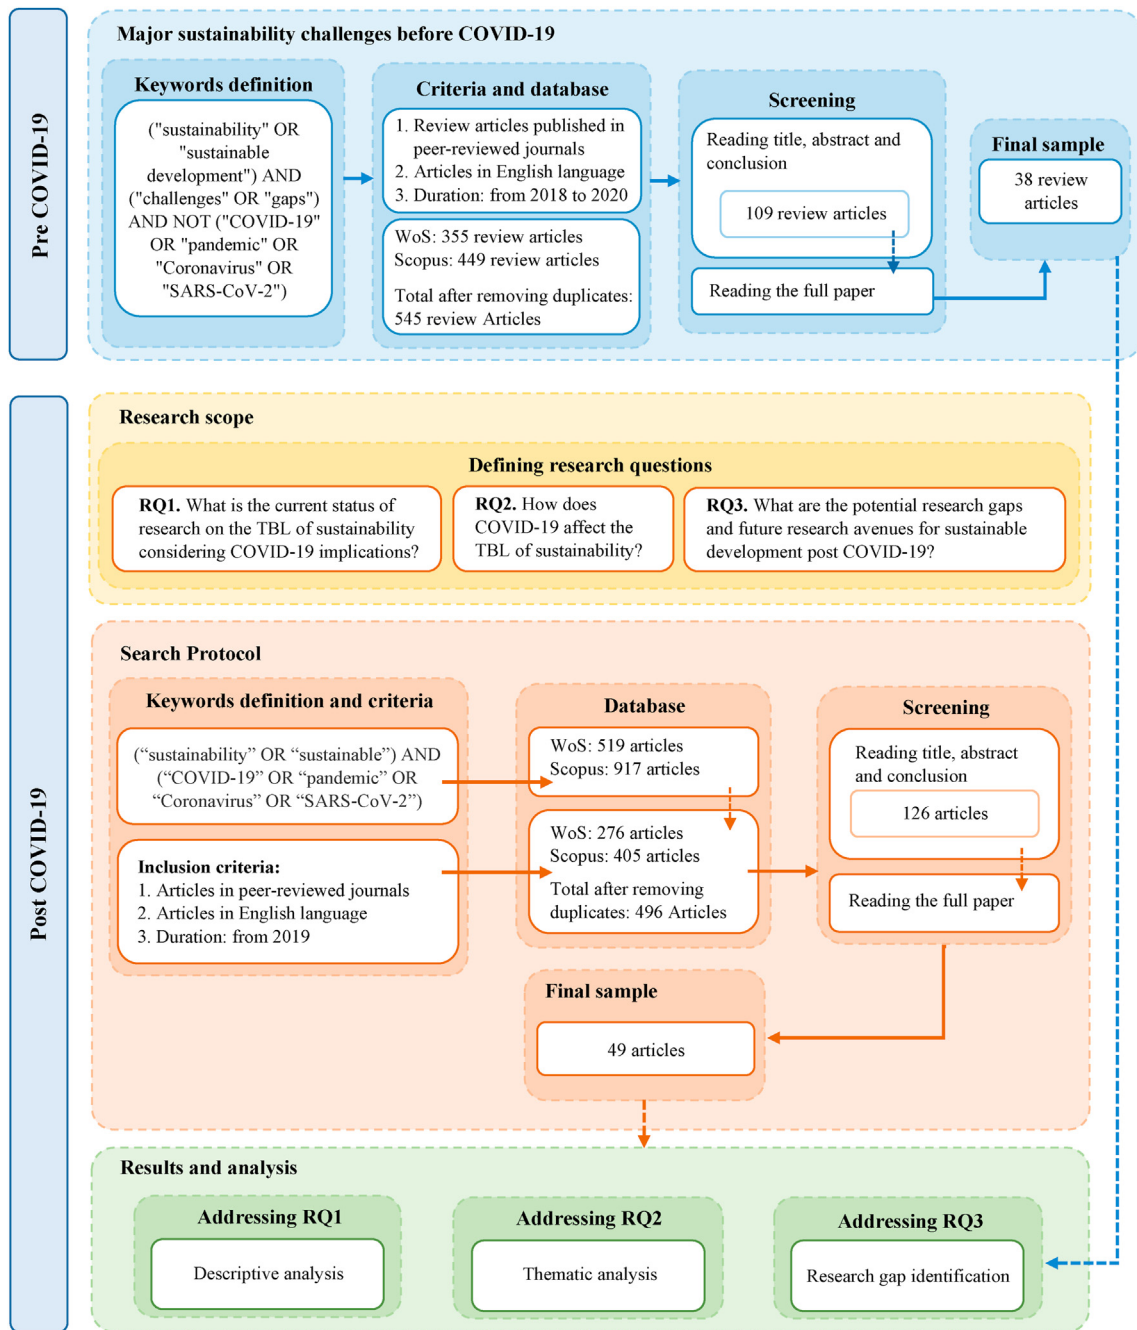 Pre COVID-19
Major sustainability challenges before COVID-19
Keywords definition
("sustainability" OR
"sustainable
development") AND
("challenges OR "gaps")
AND NOT ("COVID-19"
OR "pandemic" OR
"Coronavirus" OR
"SARS-CoV-2")
Criteria and database
1. Review articles published in
peer-reviewed journals
2. Articles in English language
3. Duration: from 2018 to 2020
WoS: 355 review articles
Scopus: 449 review articles
Total after removing duplicates:
545 review Articles
Screening
Reading title, abstract and
conclusion
109 review articles
Reading the full paper
Final sample
38 review
articles
Post COVID-19
Research scope
Defining research questions
RQ1. What is the current status of
research on the TBL of sustainability
considering COVID-19 implications?
RQ2. How does
COVID-19 affect the
TBL of sustainability?
RQ3. What are the potential research gaps
and future research avenues for sustainable
development post COVID-19?
Search Protocol
Keywords definition and criteria
(“sustainability” OR “sustainable”) AND
(“COVID-19” OR “pandemic” OR
“Coronavirus” OR “SARS-CoV-2”)
Inclusion criteria:
1. Articles in peer-reviewed journals
2. Articles in English language
3. Duration: from 2019
Database
WoS: 519 articles
Scopus: 917 articles
WoS: 276 articles
Scopus: 405 articles
Total after removing
duplicates: 496 Articles
Screening
Reading title, abstract
and conclusion
126 articles
Reading the full paper
Final sample
49 articles
Results and analysis
Addressing RQ1
Descriptive analysis
Addressing RQ2
Thematic analysis
Addressing RQ3
Research gap identification